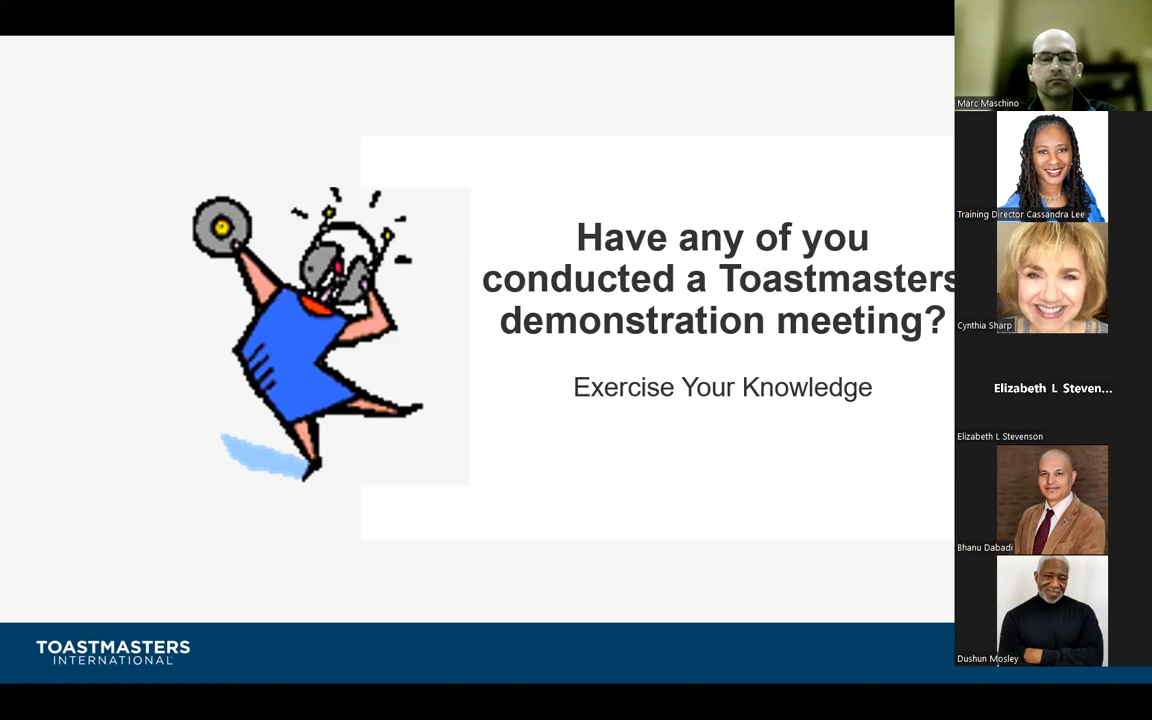 Have any of you
conducted a Toastmasters
demonstration meeting?
Exercise Your Knowledge
TOASTMASTERS
INTERNATIONAL
Marc Maschino
Training Director Cassandra Lee
Cynthia Sharp
Elizabeth L Steven...
Elizabeth L Stevenson
Bhanu Dabadi
Dushun Mosley